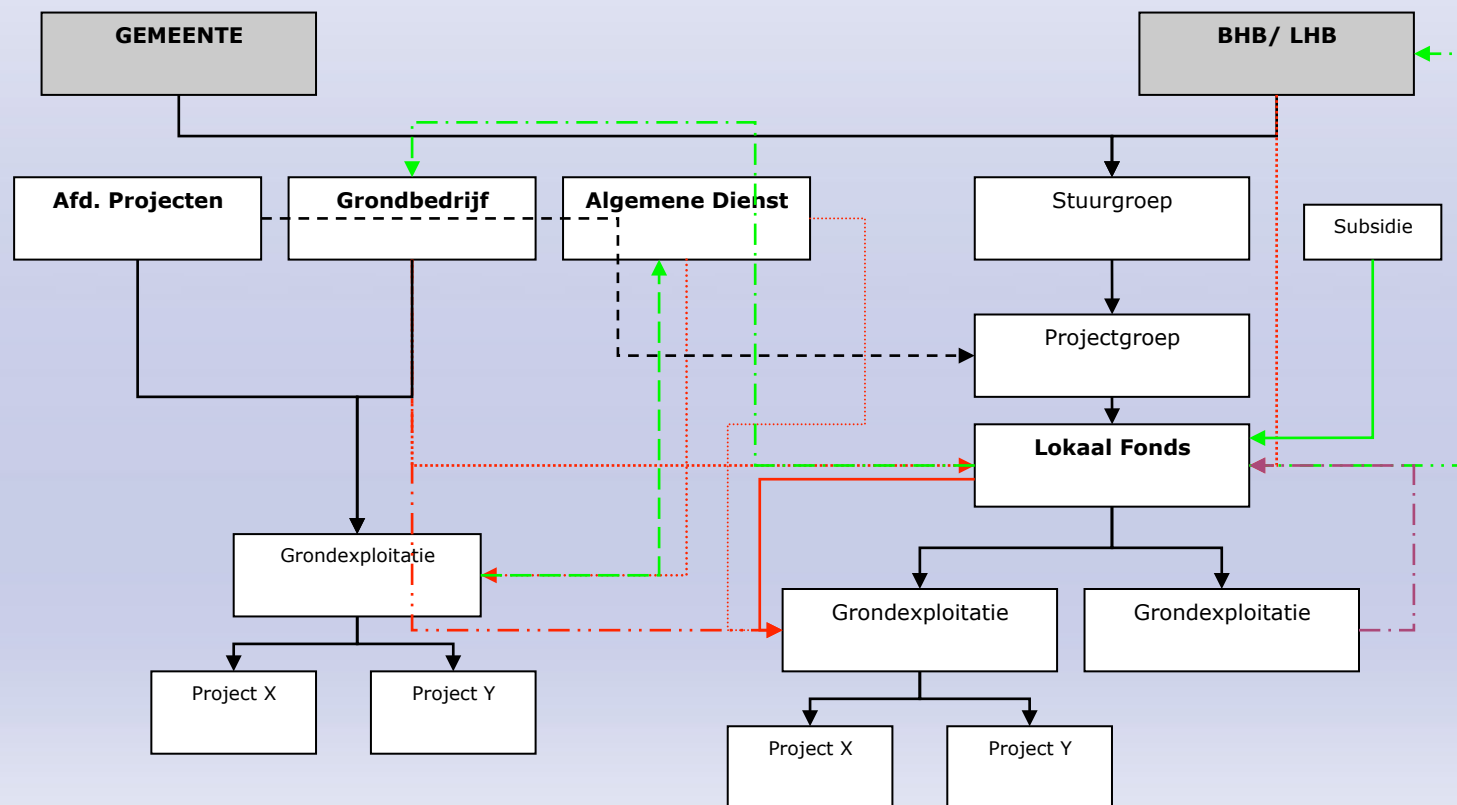 GEMEENTE
BHB/ LHB
Afd. Projecten
Grondbedrijf
Algemene Dienst
Stuurgroep
Subsidie
Projectgroep
Lokaal Fonds
Grondexploitatie
Grondexploitatie
Grondexploitatie
Project X
Project Y
Project X
Project Y